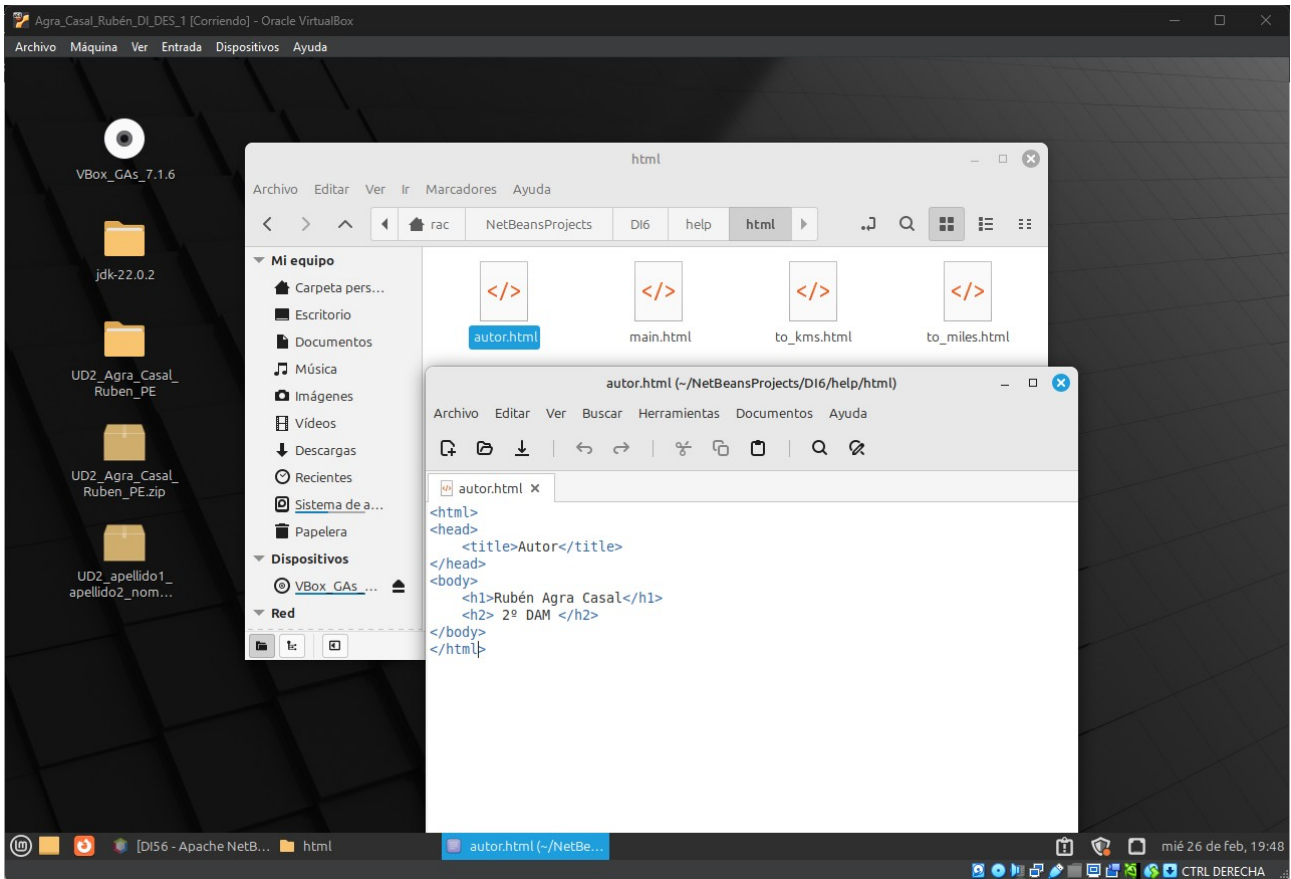 Agra_Casal_Rubén_DI_DES_1 [Corriendo] - Oracle VirtualBox
Archivo Máquina Ver Entrada Dispositivos Ayuda
VBox_GAs_7.1.6
jdk-22.0.2
UD2_Agra_Casal_
Ruben_PE
UD2_Agra_Casal_
Ruben_PE.zip
UD2_apellido1_
apellido2_nom...
html
Archivo Editar Ver Ir Marcadores Ayuda
rac NetBeansProjects DI6 help html
Mi equipo
Carpeta pers...
Escritorio
Documentos
Música
Imágenes
Vídeos
Descargas
Recientes
Sistema de a...
Papelera
Dispositivos
VBox_GAs_...
Red
autor.html main.html to_kms.html to_miles.html
autor.html (~/NetBeansProjects/DI6/help/html)
Archivo Editar Ver Buscar Herramientas Documentos Ayuda
autor.html
<html>
<head>
    <title>Autor</title>
</head>
<body>
    <h1>Rubén Agra Casal</h1>
    <h2> 2º DAM </h2>
</body>
</html>
[DI56 - Apache NetB... html autor.html (~/NetBe... mié 26 de feb, 19:48
CTRL DERECHA